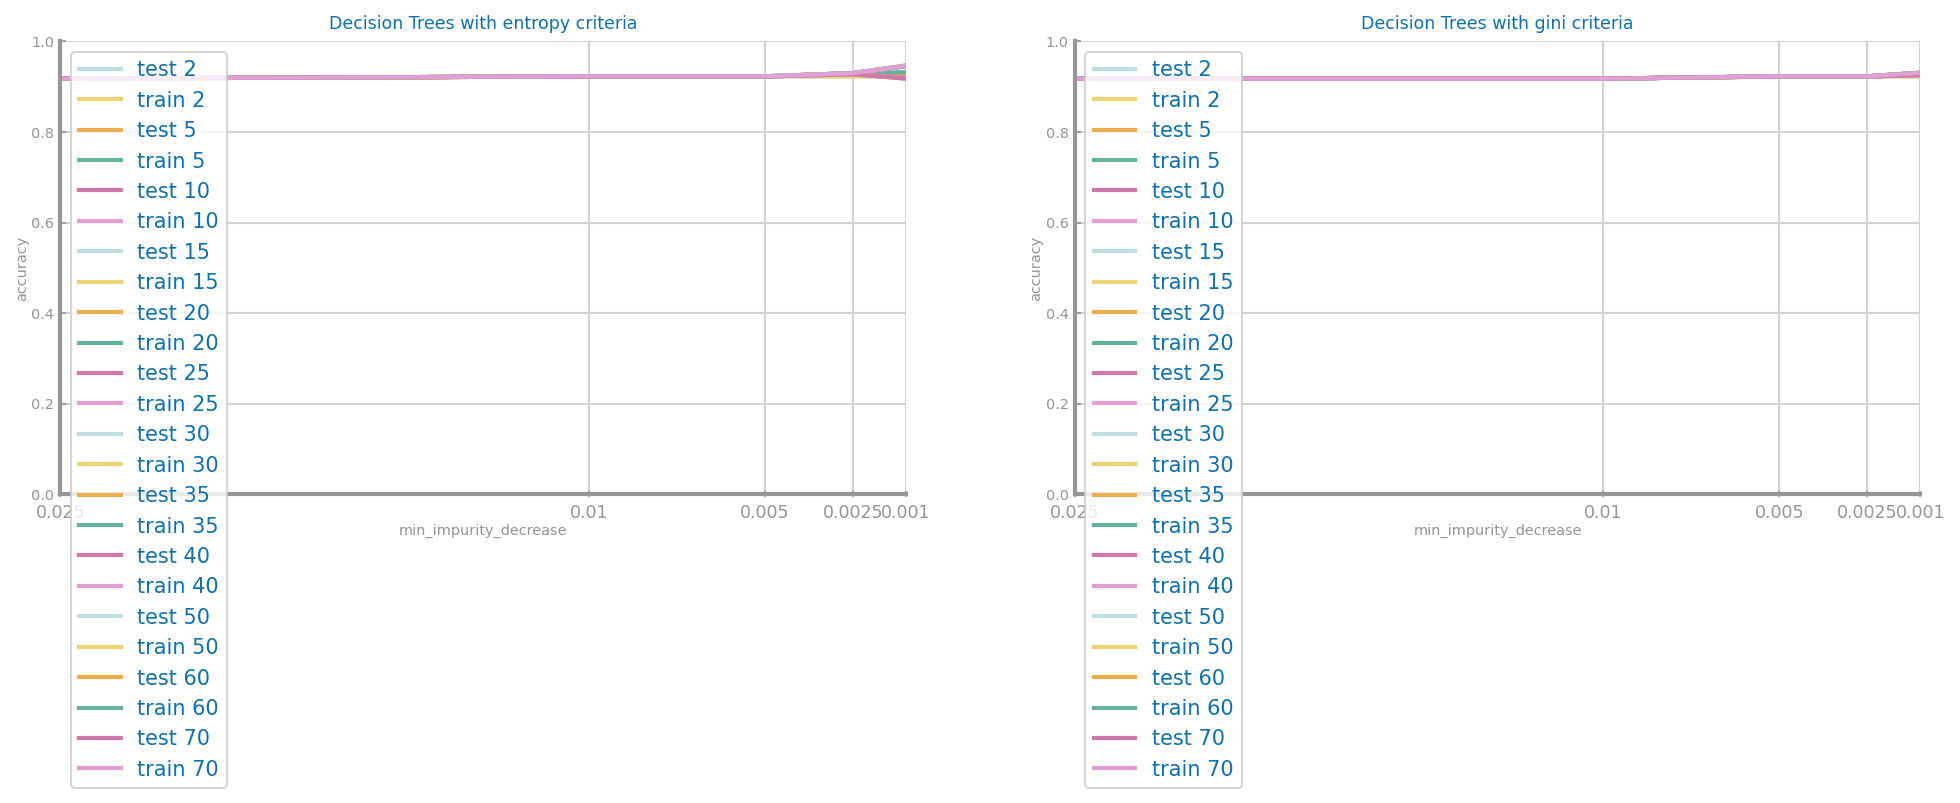 Decision Trees with entropy criteria
1.0
0.8
0.6
0.4
0.2
0.0
accuracy
test 2
train 2
test 5
train 5
test 10
train 10
test 15
train 15
test 20
train 20
test 25
train 25
test 30
train 30
test 35
train 35
test 40
train 40
test 50
train 50
test 60
train 60
test 70
train 70
0.025 0.01 0.005 0.0025 0.001
min_impurity_decrease
Decision Trees with gini criteria
1.0
0.8
0.6
0.4
0.2
0.0
accuracy
test 2
train 2
test 5
train 5
test 10
train 10
test 15
train 15
test 20
train 20
test 25
train 25
test 30
train 30
test 35
train 35
test 40
train 40
test 50
train 50
test 60
train 60
test 70
train 70
0.025 0.01 0.005 0.0025 0.001
min_impurity_decrease